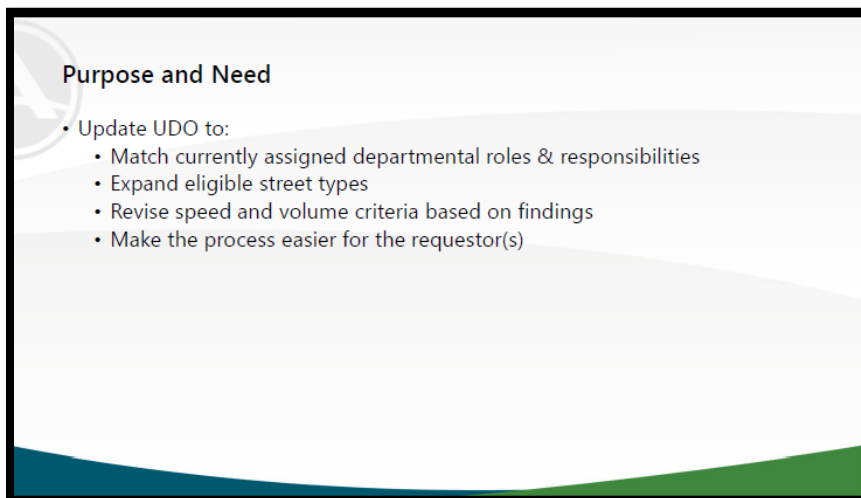 Purpose and Need
• Update UDO to:
• Match currently assigned departmental roles & responsibilities
• Expand eligible street types
• Revise speed and volume criteria based on findings
• Make the process easier for the requestor(s)